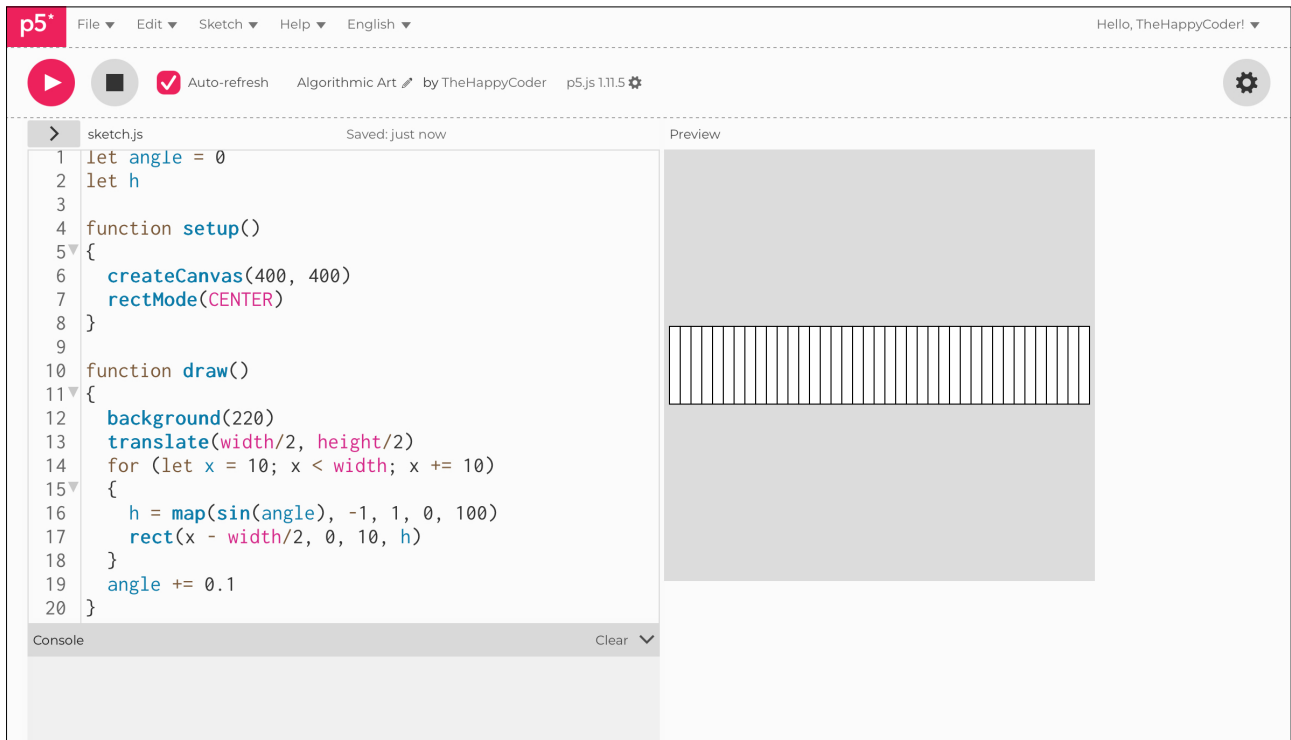 p5* File Edit Sketch Help English Hello, TheHappyCoder!
Auto-refresh Algorithmic Art by TheHappyCoder p5.js 1.11.5
sketch.js Saved: just now Preview
1 let angle = 0
2 let h
3
4 function setup()
5 {
6 createCanvas(400, 400)
7 rectMode(CENTER)
8 }
9
10 function draw()
11 {
12 background(220)
13 translate(width/2, height/2)
14 for (let x = 10; x < width; x += 10)
15 {
16 h = map(sin(angle), -1, 1, 0, 100)
17 rect(x - width/2, 0, 10, h)
18 }
19 angle += 0.1
20 }
Console Clear